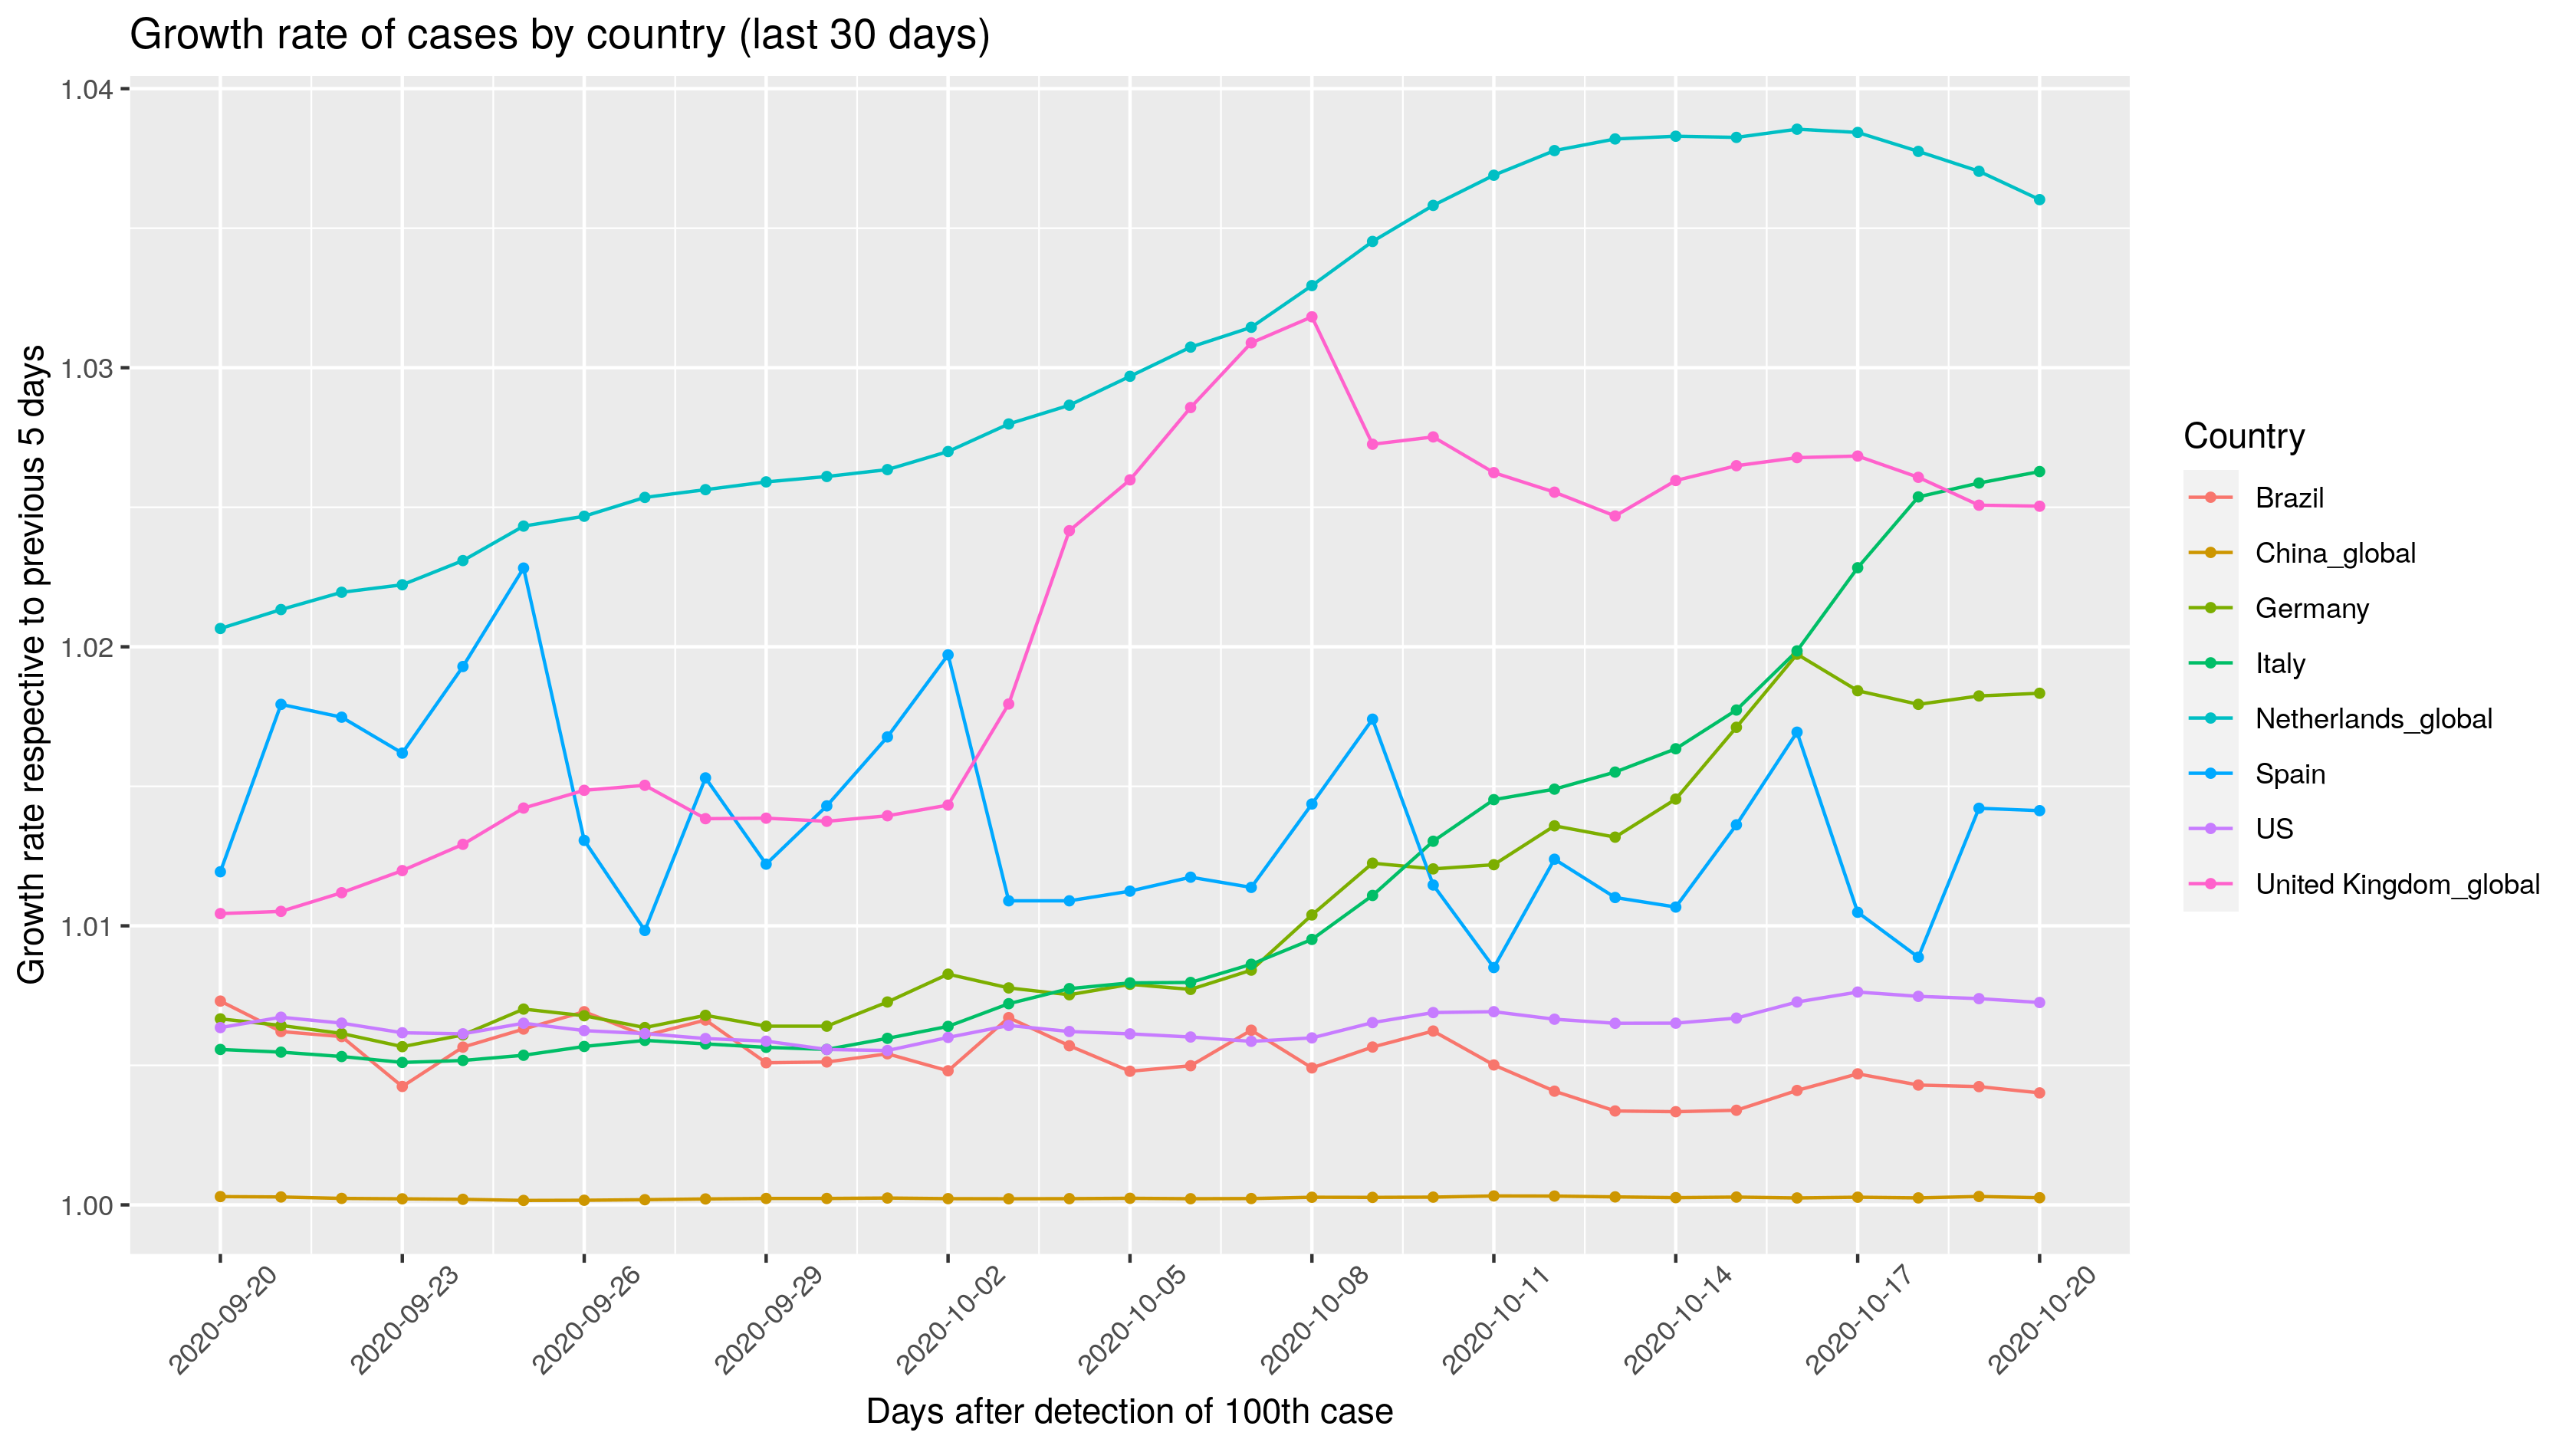 Growth rate of cases by country (last 30 days)
Growth rate respective to previous 5 days
1.04
1.03
1.02
1.01
1.00
2020-09-20
2020-09-23
2020-09-26
2020-09-29
2020-10-02
2020-10-05
2020-10-08
2020-10-11
2020-10-14
2020-10-17
2020-10-20
Days after detection of 100th case
Country
Brazil
China_global
Germany
Italy
Netherlands_global
Spain
US
United Kingdom_global